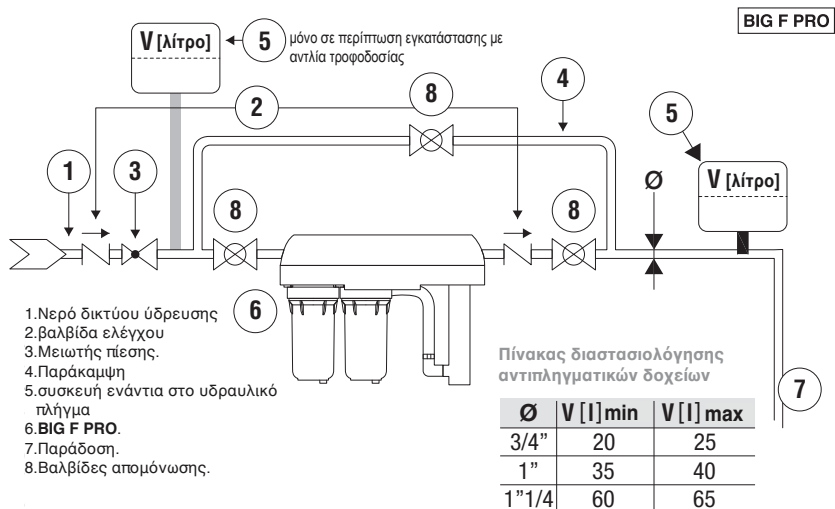 BIG F PRO
V [λίτρο]
5
μόνο σε περίπτωση εγκατάστασης με
αντλία τροφοδοσίας
2
8
4
5
1
3
8
8
Ø
V [λίτρο]
6
1.Νερό δικτύου ύδρευσης
2.βαλβίδα ελέγχου
3.Μειωτής πίεσης.
4.Παράκαμψη
5.συσκευή ενάντια στο υδραυλικό
πλήγμα
6.BIG F PRO.
7.Παράδοση.
8.Βαλβίδες απομόνωσης.
Πίνακας διαστασιολόγησης
αντιπληγματικών δοχείων
Ø V [l] min V [l] max
3/4” 20 25
1” 35 40
1”1/4 60 65
7